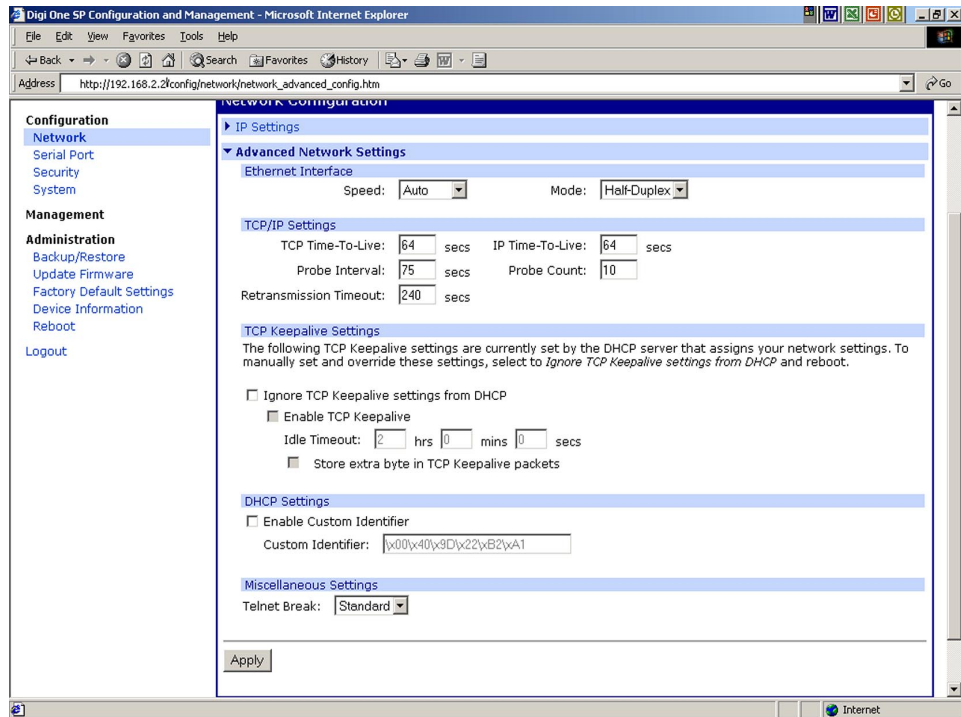 Digi One SP Configuration and Management - Microsoft Internet Explorer
File Edit View Favorites Tools Help
Back Search Favorites History
Address http://192.168.2.2/config/network/network_advanced_config.htm Go
Network Configuration
Configuration
Network
Serial Port
Security
System
Management
Administration
Backup/Restore
Update Firmware
Factory Default Settings
Device Information
Reboot
Logout
IP Settings
Advanced Network Settings
Ethernet Interface
Speed: Auto Mode: Half-Duplex
TCP/IP Settings
TCP Time-To-Live: 64 secs IP Time-To-Live: 64 secs
Probe Interval: 75 secs Probe Count: 10
Retransmission Timeout: 240 secs
TCP Keepalive Settings
The following TCP Keepalive settings are currently set by the DHCP server that assigns your network settings. To
manually set and override these settings, select to Ignore TCP Keepalive settings from DHCP and reboot.
Ignore TCP Keepalive settings from DHCP
Enable TCP Keepalive
Idle Timeout: 2 hrs 0 mins 0 secs
Store extra byte in TCP Keepalive packets
DHCP Settings
Enable Custom Identifier
Custom Identifier: \x00\x40\x9D\x22\xB2\xA1
Miscellaneous Settings
Telnet Break: Standard
Apply
Internet